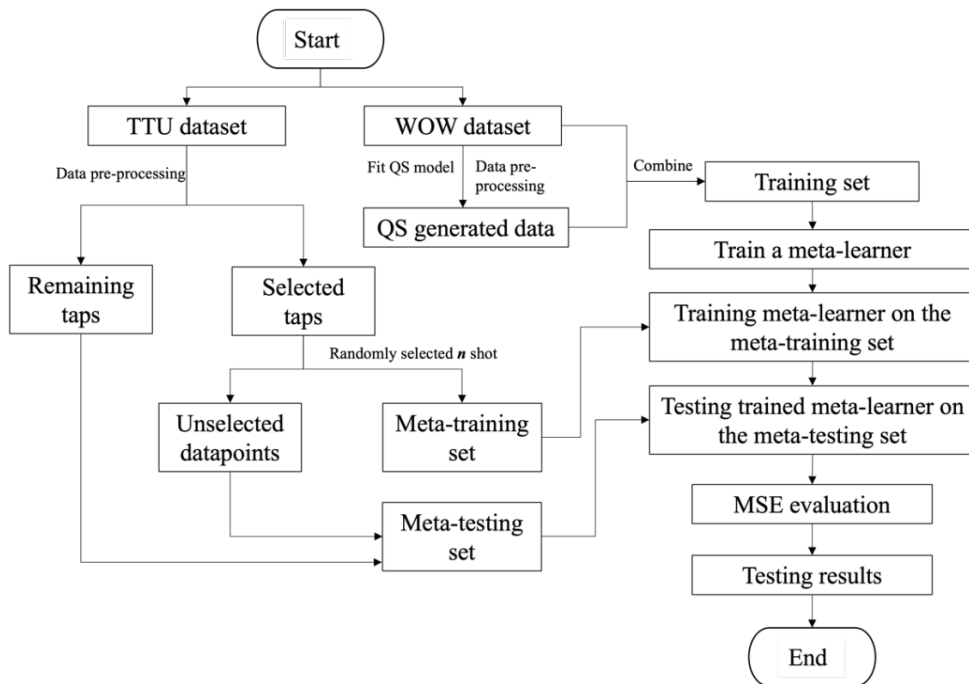 Start
TTU dataset
WOW dataset
Data pre-processing
Fit QS model
Data pre-
processing
Combine
Training set
QS generated data
Train a meta-learner
Remaining
taps
Selected
taps
Training meta-learner on the
meta-training set
Randomly selected n shot
Unselected
datapoints
Meta-training
set
Testing trained meta-learner on
the meta-testing set
Meta-testing
set
MSE evaluation
Testing results
End